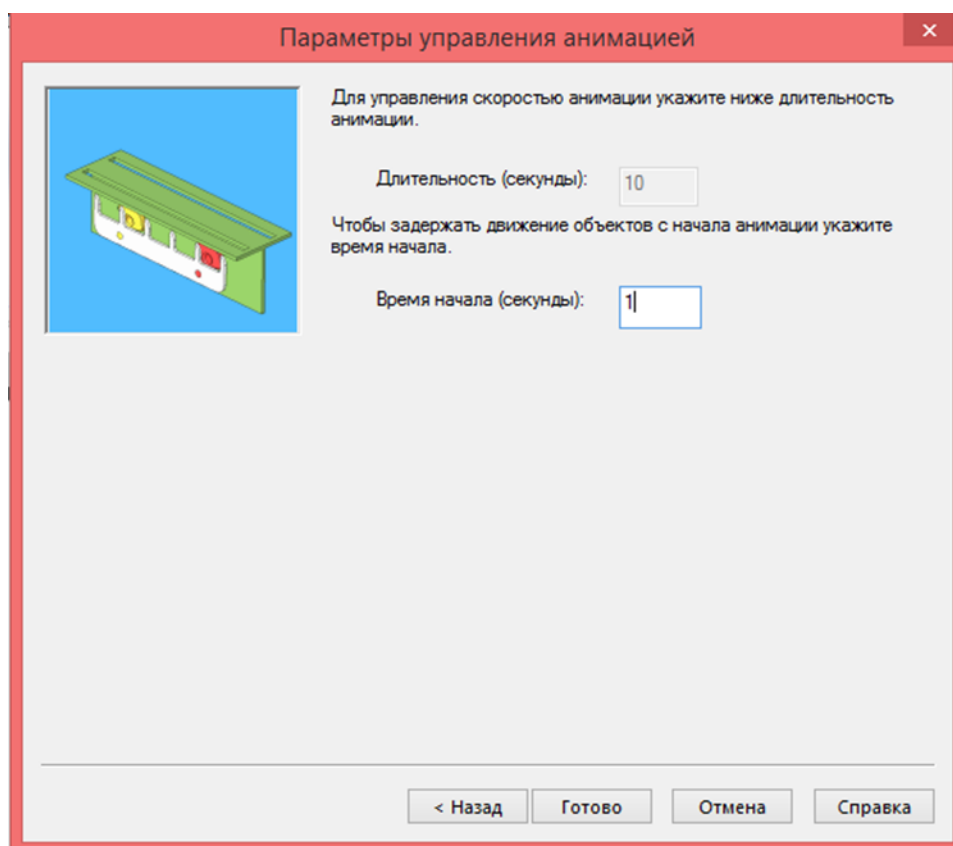 Параметры управления анимацией
Для управления скоростью анимации укажите ниже длительность
анимации.
Длительность (секунды): 10
Чтобы задержать движение объектов с начала анимации укажите
время начала.
Время начала (секунды): 1
< Назад Готово Отмена Справка